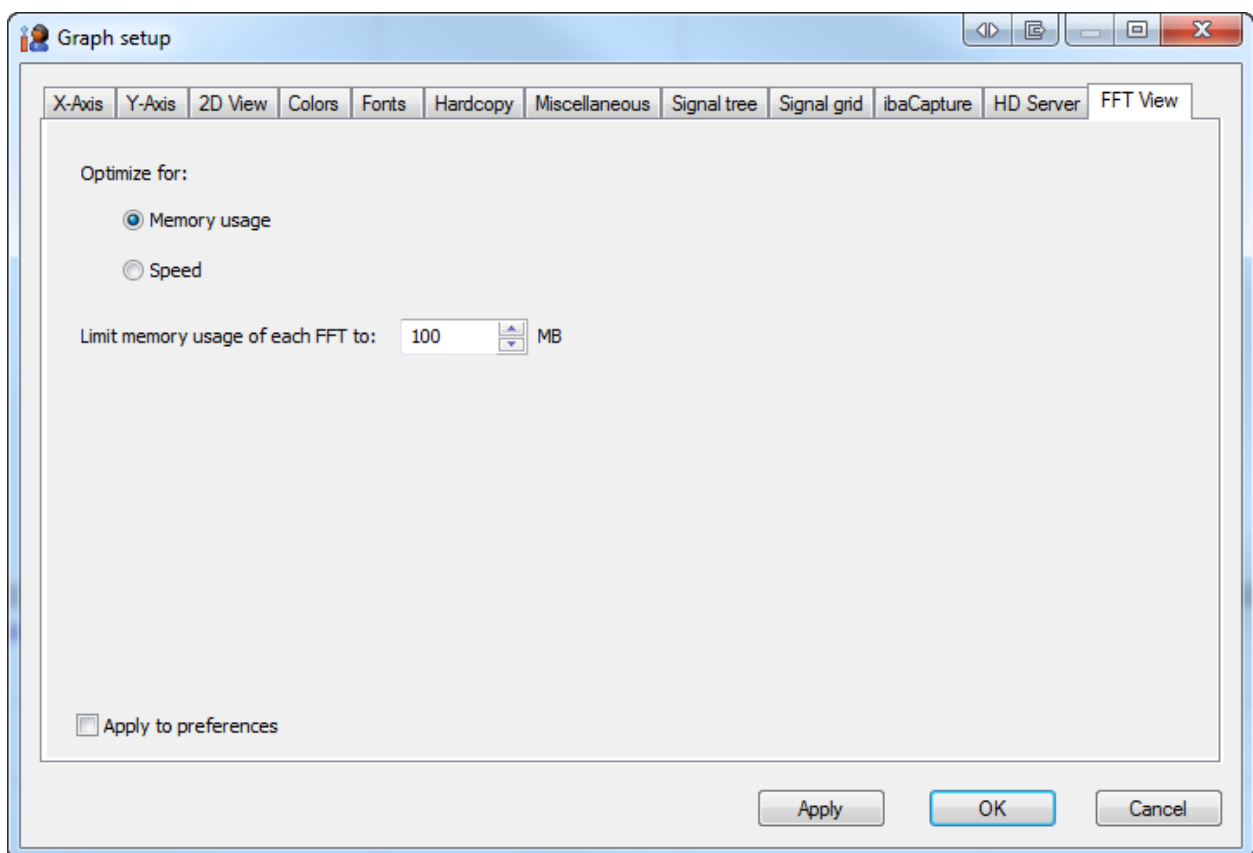 Graph setup
X-Axis Y-Axis 2D View Colors Fonts Hardcopy Miscellaneous Signal tree Signal grid ibaCapture HD Server FFT View
Optimize for:
Memory usage
Speed
Limit memory usage of each FFT to: 100 MB
Apply to preferences
Apply OK Cancel